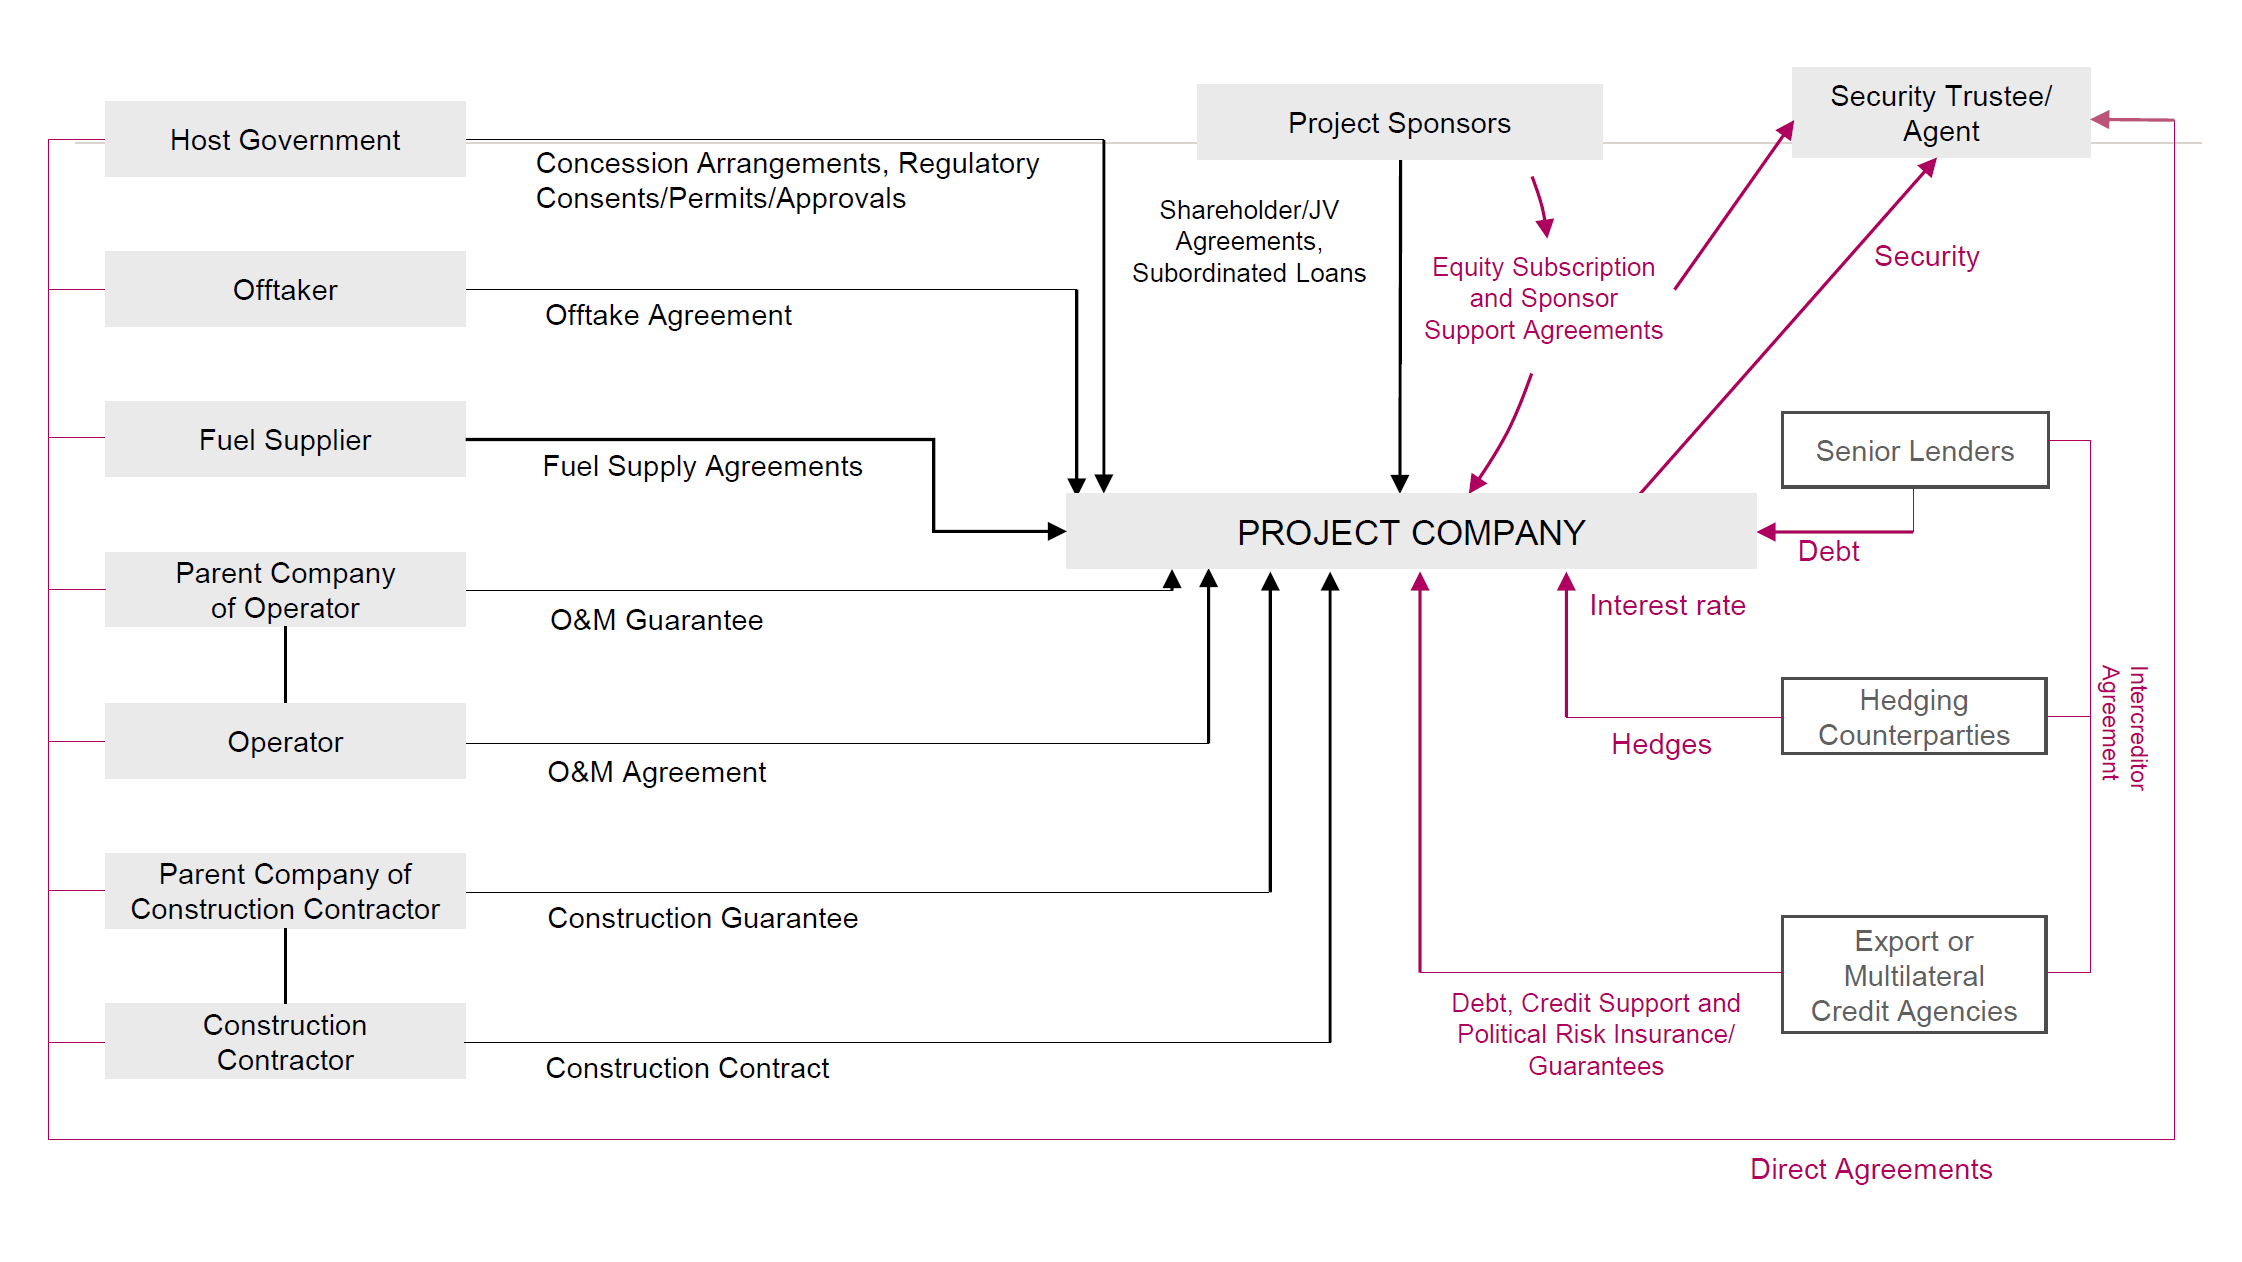 Host Government
Concession Arrangements, Regulatory
Consents/Permits/Approvals
Project Sponsors
Security Trustee/
Agent
Shareholder/JV
Agreements,
Subordinated Loans
Equity Subscription
and Sponsor
Support Agreements
Security
Offtaker
Offtake Agreement
Fuel Supplier
Fuel Supply Agreements
Senior Lenders
PROJECT COMPANY
Debt
Parent Company
of Operator
O&M Guarantee
Interest rate
Operator
O&M Agreement
Hedges
Hedging
Counterparties
Intercreditor
Agreement
Parent Company of
Construction Contractor
Construction Guarantee
Export or
Multilateral
Credit Agencies
Debt, Credit Support and
Political Risk Insurance/
Guarantees
Construction
Contractor
Construction Contract
Direct Agreements